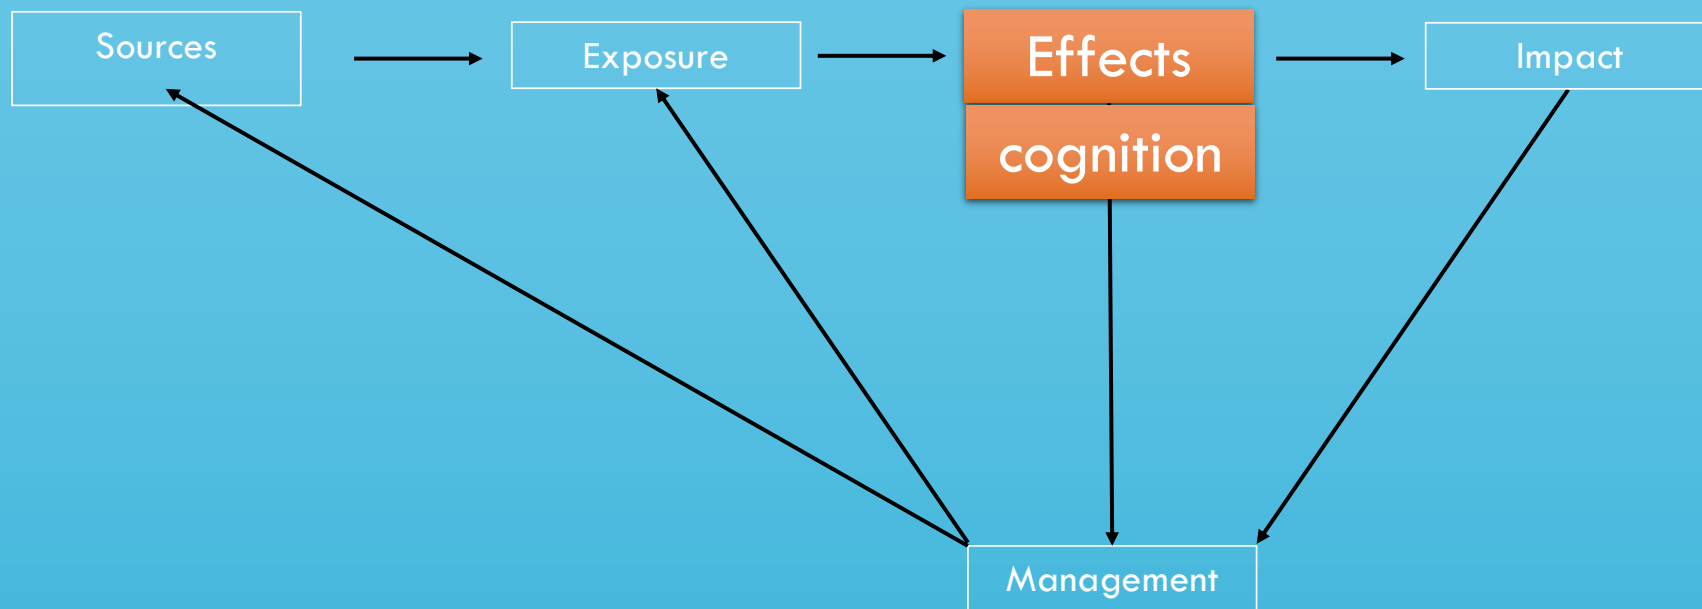 Sources
Exposure
Effects
Impact
cognition
Management